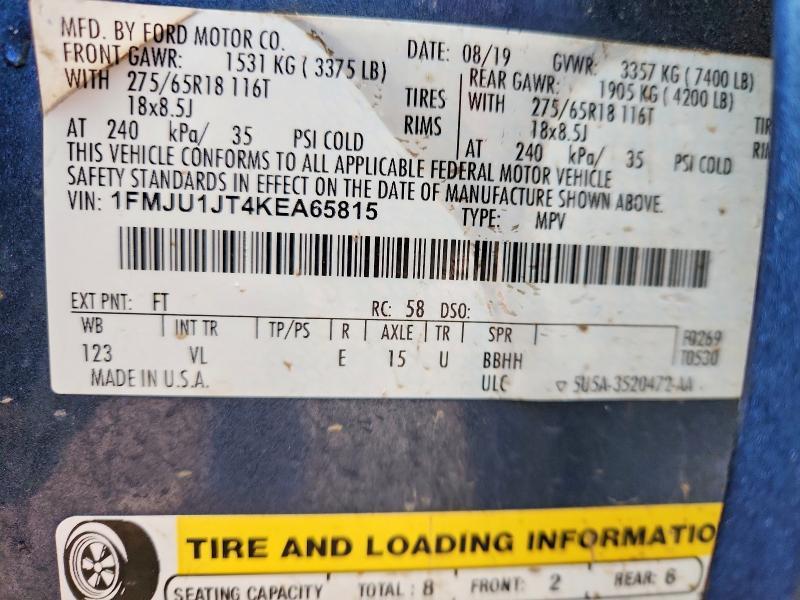 MFD. BY FORD MOTOR CO.
DATE: 08/19 GVWR: 3357 KG ( 7400 LB)
FRONT GAWR: 1531 KG ( 3375 LB) REAR GAWR: 1905 KG ( 4200 LB)
WITH 275/65R18 116T TIRES WITH 275/65R18 116T TIR
18x8.5J RIMS 18x8.5J RIM
AT 240 kPa/ 35 PSI COLD AT 240 kPa/ 35 PSI COLD
THIS VEHICLE CONFORMS TO ALL APPLICABLE FEDERAL MOTOR VEHICLE
SAFETY STANDARDS IN EFFECT ON THE DATE OF MANUFACTURE SHOWN ABOVE.
VIN: 1FMJU1JT4KEA65815 TYPE: MPV
EXT PNT: FT RC: 58 DSO:
WB INT TR TP/PS R AXLE TR SPR F0269
123 VL E 15 U BBHH T0530
MADE IN U.S.A. ULC ▽ 5U5A-3520472-AA
TIRE AND LOADING INFORMATIO
SEATING CAPACITY TOTAL : 8 FRONT: 2 REAR: 6